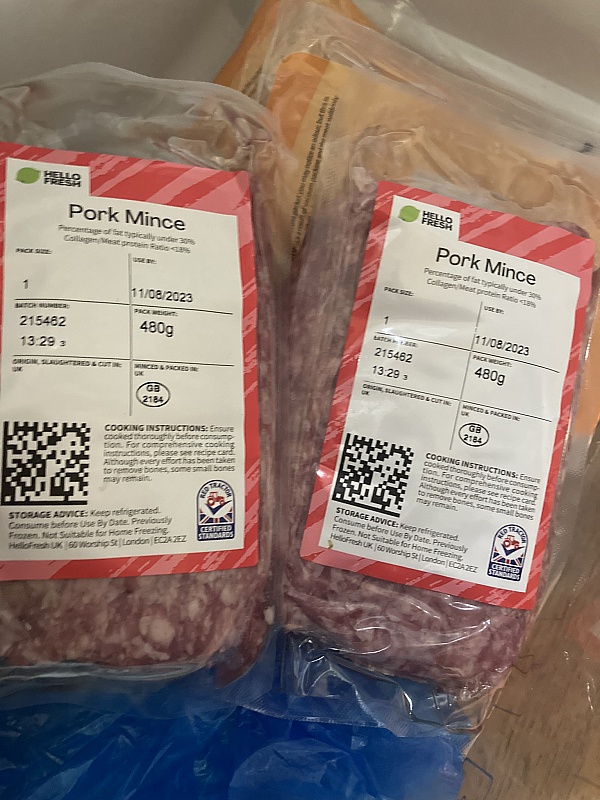 HELLO
FRESH
Pork Mince
Percentage of fat typically under 30%
Collagen/Meat protein Ratio <18%
PACK SIZE:
USE BY:
1
11/08/2023
BATCH NUMBER:
PACK WEIGHT:
215462
480g
13:29 3
ORIGIN, SLAUGHTERED & CUT IN:
UK
MINCED & PACKED IN:
GB
2184
COOKING INSTRUCTIONS: Ensure
cooked thoroughly before consump-
tion. For comprehensive cooking
instructions, please see recipe card.
Although every effort has been taken
to remove bones, some small bones
may remain.
RED TRACTOR
CERTIFIED
STANDARDS
STORAGE ADVICE: Keep refrigerated.
Consume before Use By Date. Previously
Frozen. Not Suitable for Home Freezing.
HelloFresh UK | 60 Worship St | London | EC2A 2EZ
HELLO
FRESH
Pork Mince
Percentage of fat typically under 30%
Collagen/Meat protein Ratio <18%
PACK SIZE:
USE BY:
1
11/08/2023
PACK WEIGHT:
215462
480g
13:29 3
ORIGIN, SLAUGHTERED & CUT IN:
UK
MINCED & PACKED IN:
GB
2184
COOKING INSTRUCTIONS: Ensure
cooked thoroughly before consump-
tion. For comprehensive cooking
instructions, please see recipe card.
Although every effort has been taken
to remove bones, some small bones
may remain.
RED TRACTOR
CERTIFIED
STANDARDS
STORAGE ADVICE: Keep refrigerated.
Consume before Use By Date. Previously
Frozen. Not Suitable for Home Freezing.
HelloFresh UK | 60 Worship St | London | EC2A 2EZ